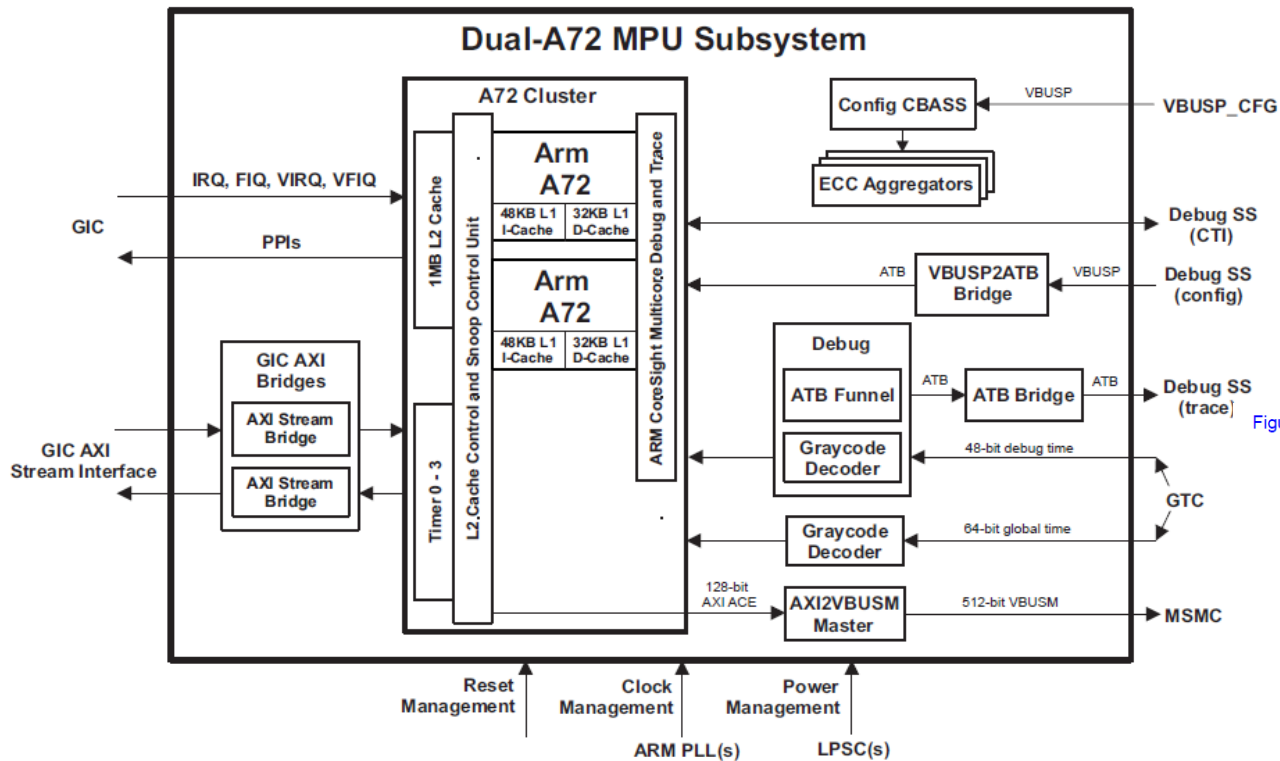 Dual-A72 MPU Subsystem
A72 Cluster
1MB L2 Cache
L2 Cache Control and Snoop Control Unit
Timer 0 - 3
Arm
A72
48KB L1
I-Cache
32KB L1
D-Cache
Arm
A72
48KB L1
I-Cache
32KB L1
D-Cache
ARM CoreSight Multicore Debug and Trace
IRQ, FIQ, VIRQ, VFIQ
GIC
PPIs
GIC AXI
Bridges
AXI Stream
Bridge
AXI Stream
Bridge
GIC AXI
Stream Interface
Config CBASS
VBUSP
VBUSP_CFG
ECC Aggregators
Debug SS
(CTI)
ATB
VBUSP2ATB
Bridge
VBUSP
Debug SS
(config)
Debug
ATB Funnel
ATB
ATB Bridge
ATB
Debug SS
(trace)
Figu
Graycode
Decoder
48-bit debug time
GTC
Graycode
Decoder
64-bit global time
128-bit
AXI ACE
AXI2VBUSM
Master
512-bit VBUSM
MSMC
Reset
Management
Clock
Management
Power
Management
ARM PLL(s)
LPSC(s)